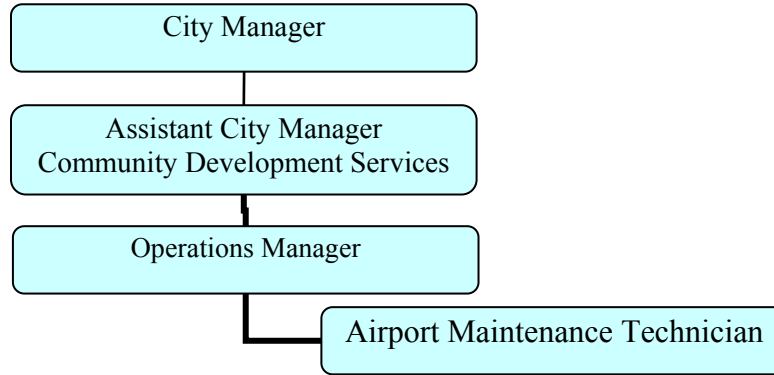 City Manager
Assistant City Manager
Community Development Services
Operations Manager
Airport Maintenance Technician